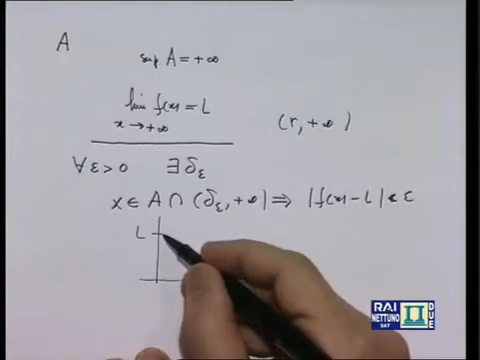 A
sup A = +∞
lim f(x) = L
x → +∞
(r, +∞)
∀ε>0 ∃δε
x ∈ A ∩ (δε, +∞) ⇒ |f(x) - L| < ε
L
RAI
NETTUNO
SAT
DUE